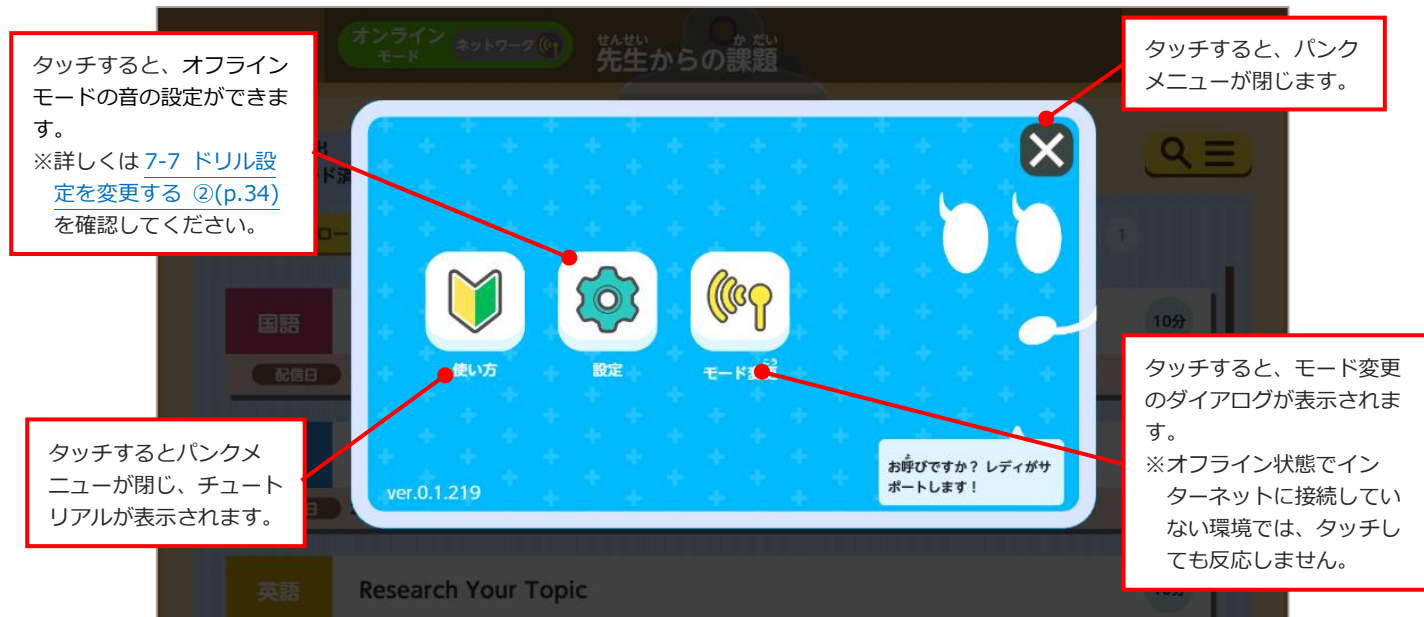 オンライン
モード
ネットワーク
せんせい
か だい
先生からの課題
タッチすると、オフライン
モードの音の設定ができま
す。
※詳しくは 7-7 ドリル設
定を変更する ②(p.34)
を確認してください。
タッチすると、パンク
メニューが閉じます。
ド済
ロー
1
国語
10分
配信日
使い方
設定
こう
モード変更
タッチすると、モード変更
のダイアログが表示されま
す。
※オフライン状態でイン
ターネットに接続してい
ない環境では、タッチし
ても反応しません。
タッチするとパンクメ
ニューが閉じ、チュート
リアルが表示されます。
よ
お呼びですか? レディがサ
ポートします!
ver.0.1.219
日
英語
Research Your Topic